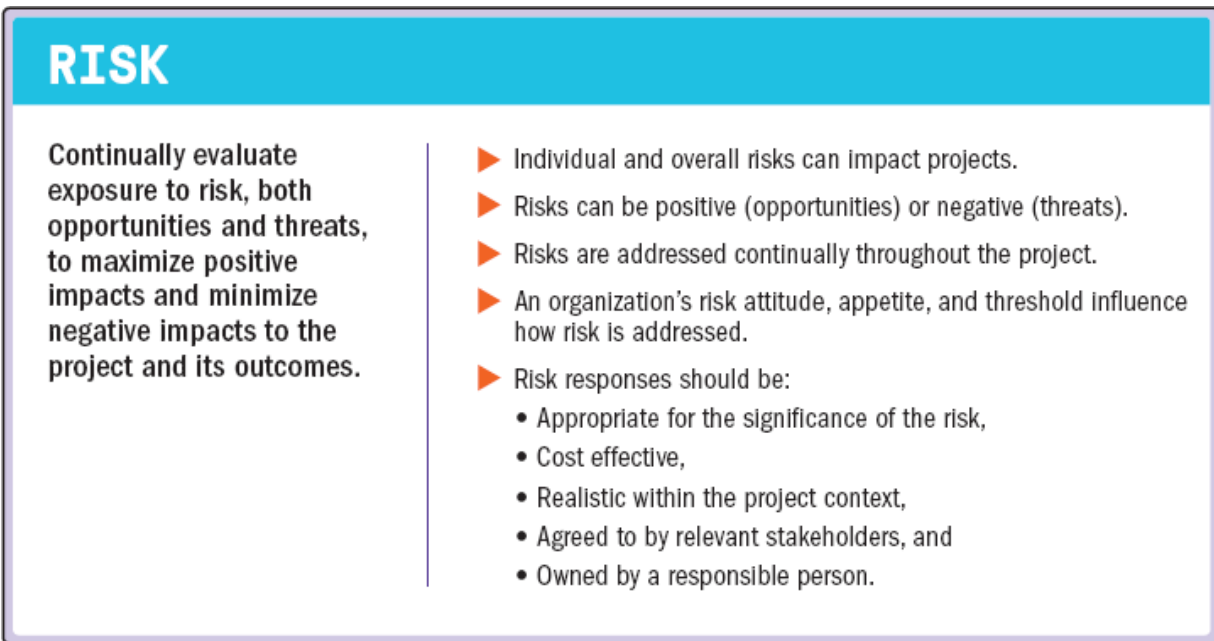 RISK
Continually evaluate
exposure to risk, both
opportunities and threats,
to maximize positive
impacts and minimize
negative impacts to the
project and its outcomes.
▶ Individual and overall risks can impact projects.
▶ Risks can be positive (opportunities) or negative (threats).
▶ Risks are addressed continually throughout the project.
▶ An organization’s risk attitude, appetite, and threshold influence
how risk is addressed.
▶ Risk responses should be:
• Appropriate for the significance of the risk,
• Cost effective,
• Realistic within the project context,
• Agreed to by relevant stakeholders, and
• Owned by a responsible person.